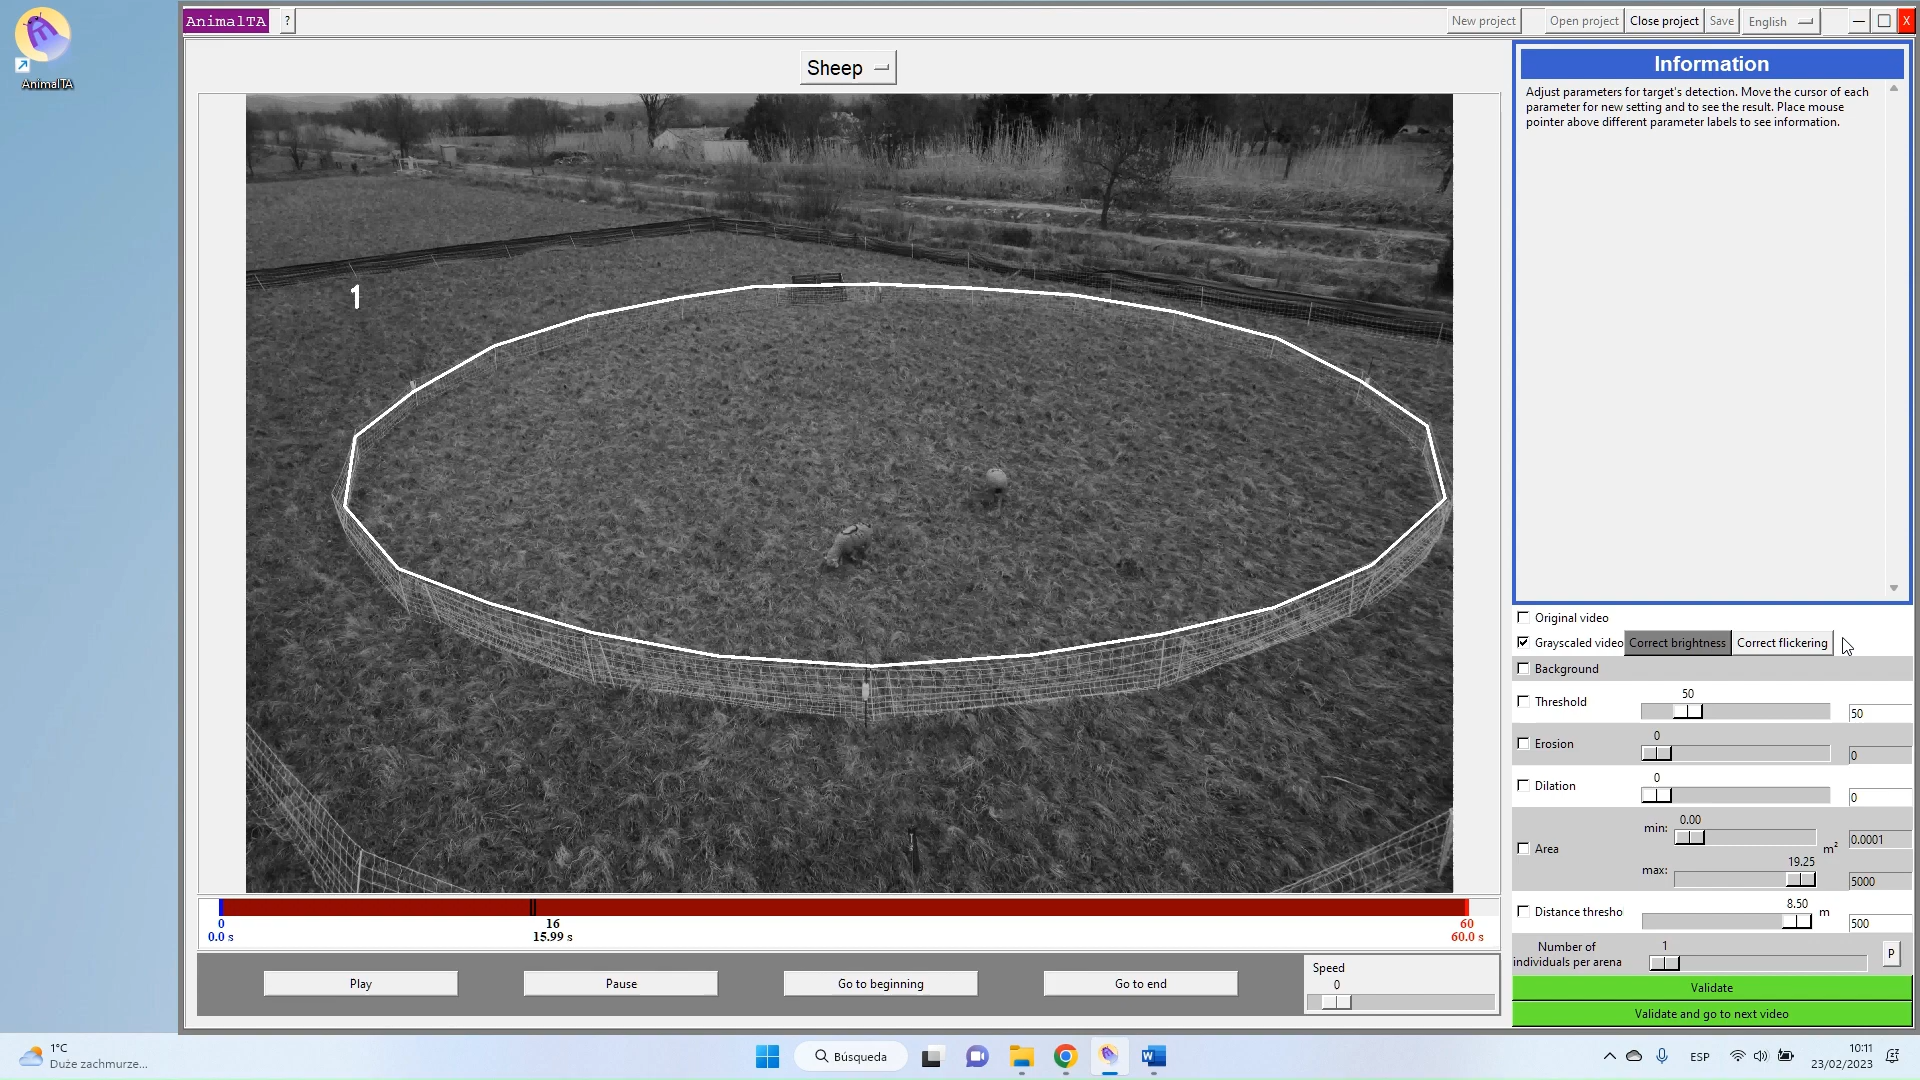 AnimalTA
AnimalTA ? New project Open project Close project Save English X
Sheep
1
Information
Adjust parameters for target's detection. Move the cursor of each
parameter for new setting and to see the result. Place mouse
pointer above different parameter labels to see information.
Original video
Grayscaled video Correct brightness Correct flickering
Background
50
Threshold 50
0
Erosion 0
0
Dilation 0
0.00
min: 0.0001
Area m²
19.25
max: 5000
8.50
Distance thresho m 500
Number of 1
individuals per arena P
Validate
Validate and go to next video
0 16 60
0.0 s 15.99 s 60.0 s
Play Pause Go to beginning Go to end
Speed
0
1°C
Duże zachmurze...
Búsqueda
ESP
10:11
23/02/2023